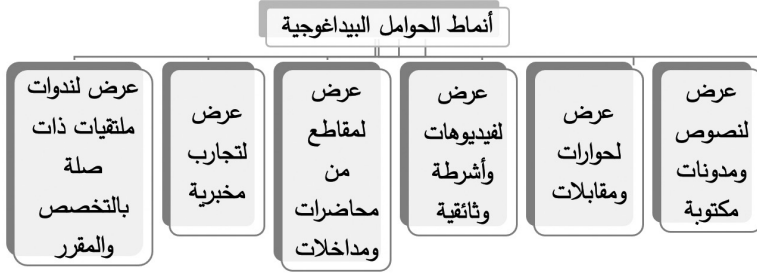 أنماط الحوامل البيداغوجية
عرض
لنصوص
ومدونات
مكتوبة
عرض
لحوارات
ومقابلات
عرض
لفيديوهات
وأشرطة
وثائقية
عرض
لمقاطع
من
محاضرات
ومداخلات
عرض
لتجارب
مخبرية
عرض لندوات
ملتقيات ذات
صلة
بالتخصص
والمقرر